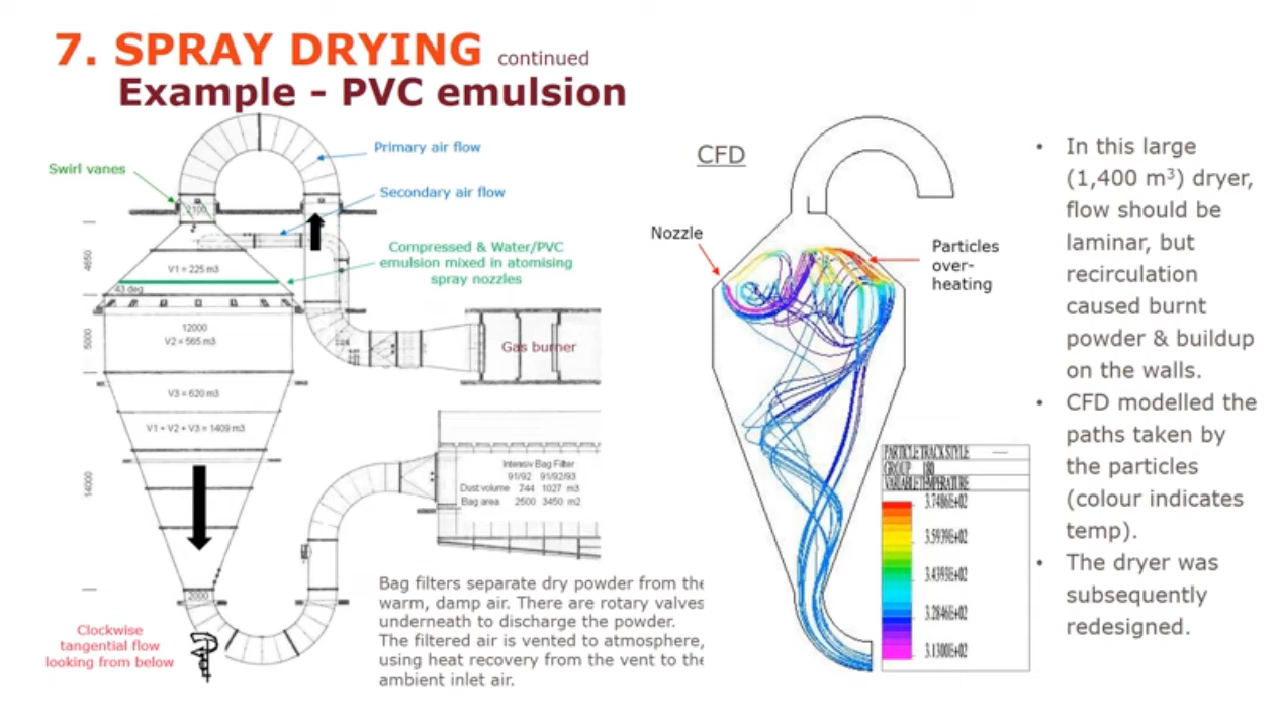 7. SPRAY DRYING continued
Example - PVC emulsion
Swirl vanes
Primary air flow
Secondary air flow
2100
4650
V1 = 225 m3
Compressed & Water/PVC
emulsion mixed in atomising
spray nozzles
43 deg
12000
V2 = 565 m3
5000
Gas burner
V3 = 620 m3
V1 + V2 + V3 = 1409 m3
14000
2000
Intensiv Bag Filter
91/92 91/92/93
Dust volume 744 1027 m3
Bag area 2500 3450 m2
Clockwise
tangential flow
looking from below
Bag filters separate dry powder from the
warm, damp air. There are rotary valves
underneath to discharge the powder.
The filtered air is vented to atmosphere,
using heat recovery from the vent to the
ambient inlet air.
CFD
Nozzle
Particles
over-
heating
PARTICLE TRACK STYLE
GROUP 180
VARIABLE TEMPERATURE
3.7486E+02
3.5939E+02
3.4393E+02
3.2846E+02
3.1300E+02
• In this large
(1,400 m³) dryer,
flow should be
laminar, but
recirculation
caused burnt
powder & buildup
on the walls.
• CFD modelled the
paths taken by
the particles
(colour indicates
temp).
• The dryer was
subsequently
redesigned.